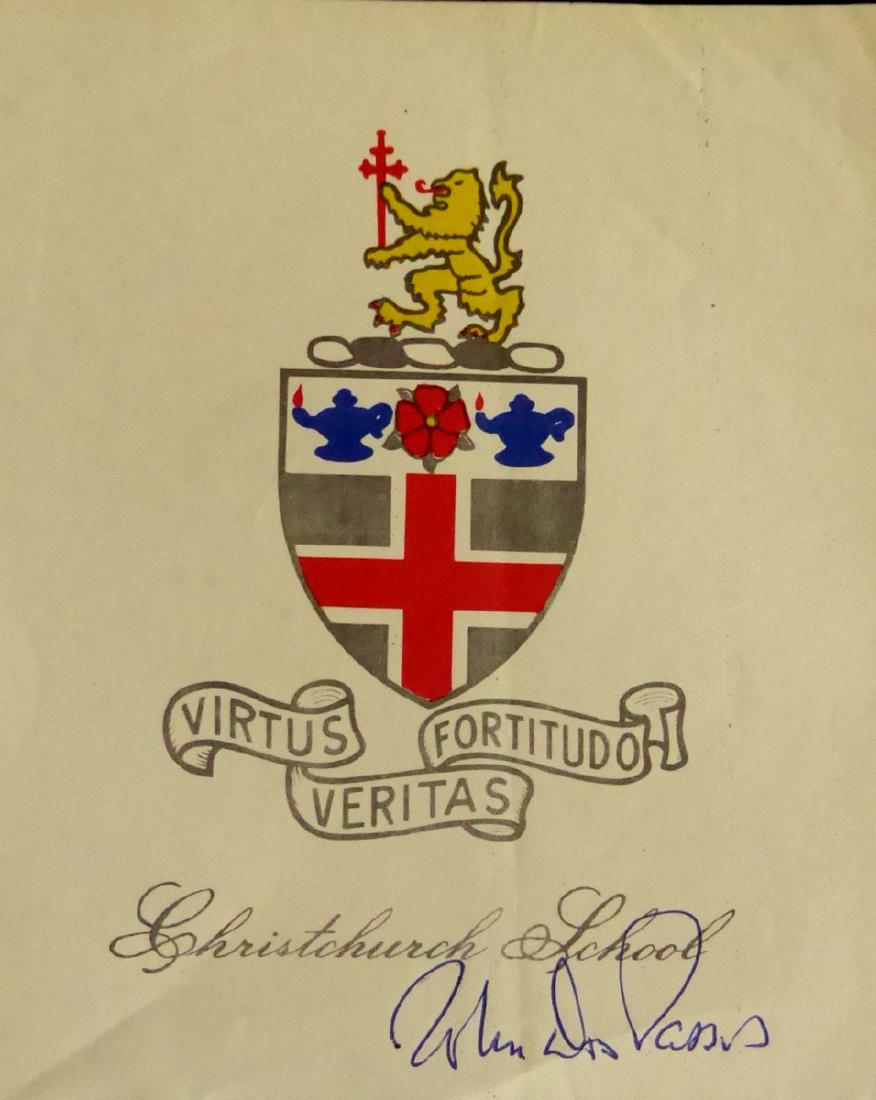 VIRTUS
VERITAS
FORTITUDO
Christchurch School
John Dos Passos